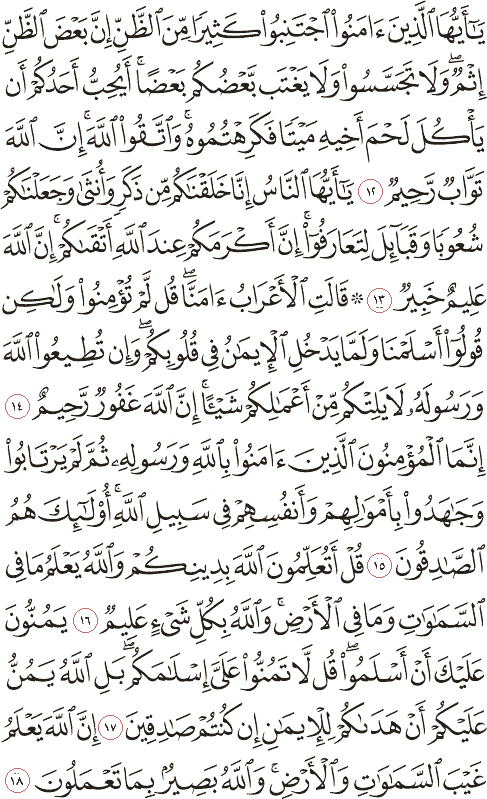 يَٰٓأَيُّهَا ٱلَّذِينَ ءَامَنُوا۟ ٱجْتَنِبُوا۟ كَثِيرًا مِّنَ ٱلظَّنِّ إِنَّ بَعْضَ ٱلظَّنِّ
إِثْمٌ ۖ وَلَا تَجَسَّسُوا۟ وَلَا يَغْتَب بَّعْضُكُم بَعْضًا ۚ أَيُحِبُّ أَحَدُكُمْ أَن
يَأْكُلَ لَحْمَ أَخِيهِ مَيْتًا فَكَرِهْتُمُوهُ ۚ وَٱتَّقُوا۟ ٱللَّهَ ۚ إِنَّ ٱللَّهَ
تَوَّابٌ رَّحِيمٌ ١٢ يَٰٓأَيُّهَا ٱلنَّاسُ إِنَّا خَلَقْنَٰكُم مِّن ذَكَرٍ وَأُنثَىٰ وَجَعَلْنَٰكُمْ
شُعُوبًا وَقَبَآئِلَ لِتَعَارَفُوٓا۟ ۚ إِنَّ أَكْرَمَكُمْ عِندَ ٱللَّهِ أَتْقَىٰكُمْ ۚ إِنَّ ٱللَّهَ
عَلِيمٌ خَبِيرٌ ١٣ ۞ قَالَتِ ٱلْأَعْرَابُ ءَامَنَّا ۖ قُل لَّمْ تُؤْمِنُوا۟ وَلَٰكِن
قُولُوٓا۟ أَسْلَمْنَا وَلَمَّا يَدْخُلِ ٱلْإِيمَٰنُ فِى قُلُوبِكُمْ ۖ وَإِن تُطِيعُوا۟ ٱللَّهَ
وَرَسُولَهُۥ لَا يَلِتْكُم مِّنْ أَعْمَٰلِكُمْ شَيْـًٔا ۚ إِنَّ ٱللَّهَ غَفُورٌ رَّحِيمٌ ١٤
إِنَّمَا ٱلْمُؤْمِنُونَ ٱلَّذِينَ ءَامَنُوا۟ بِٱللَّهِ وَرَسُولِهِۦ ثُمَّ لَمْ يَرْتَابُوا۟
وَجَٰهَدُوا۟ بِأَمْوَٰلِهِمْ وَأَنفُسِهِمْ فِى سَبِيلِ ٱللَّهِ ۚ أُو۟لَٰٓئِكَ هُمُ
ٱلصَّٰدِقُونَ ١٥ قُلْ أَتُعَلِّمُونَ ٱللَّهَ بِدِينِكُمْ وَٱللَّهُ يَعْلَمُ مَا فِى
ٱلسَّمَٰوَٰتِ وَمَا فِى ٱلْأَرْضِ ۚ وَٱللَّهُ بِكُلِّ شَىْءٍ عَلِيمٌ ١٦ يَمُنُّونَ
عَلَيْكَ أَنْ أَسْلَمُوا۟ ۖ قُل لَّا تَمُنُّوا۟ عَلَىَّ إِسْلَٰمَكُم ۖ بَلِ ٱللَّهُ يَمُنُّ
عَلَيْكُمْ أَنْ هَدَىٰكُمْ لِلْإِيمَٰنِ إِن كُنتُمْ صَٰدِقِينَ ١٧ إِنَّ ٱللَّهَ يَعْلَمُ
غَيْبَ ٱلسَّمَٰوَٰتِ وَٱلْأَرْضِ ۚ وَٱللَّهُ بَصِيرٌۢ بِمَا تَعْمَلُونَ ١٨